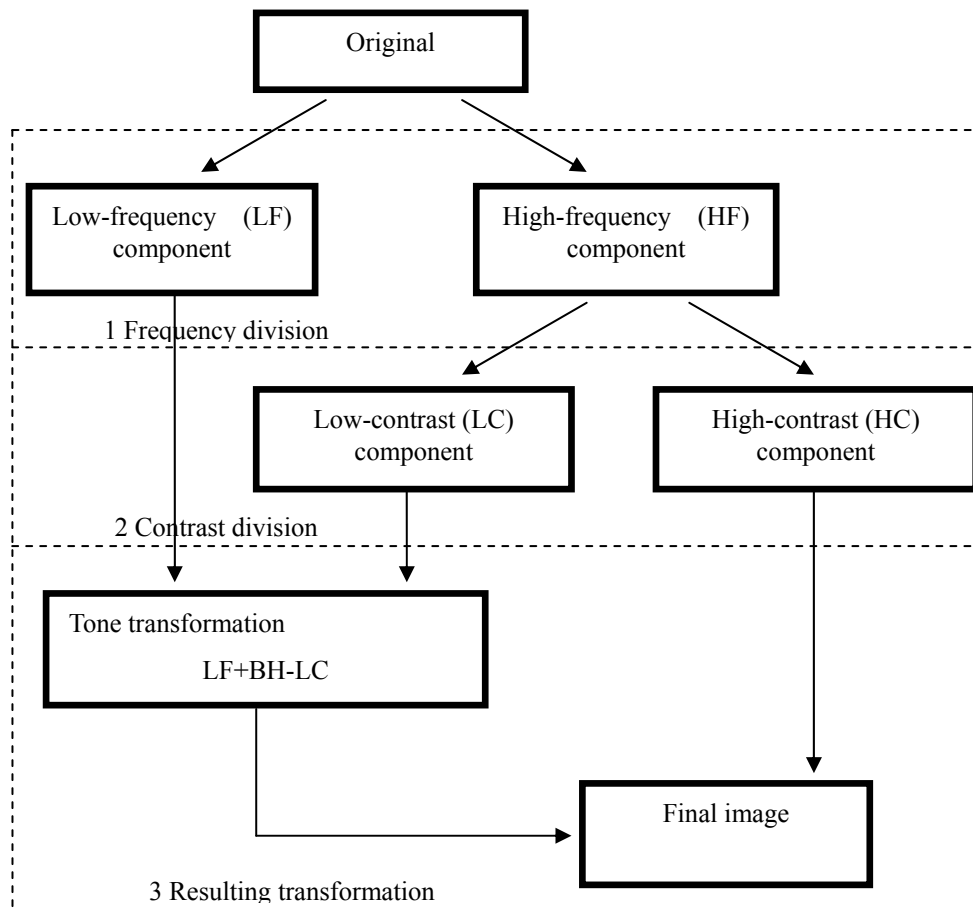 Original
Low-frequency (LF)
component
High-frequency (HF)
component
1 Frequency division
Low-contrast (LC)
component
High-contrast (HC)
component
2 Contrast division
Tone transformation
LF+BH-LC
Final image
3 Resulting transformation